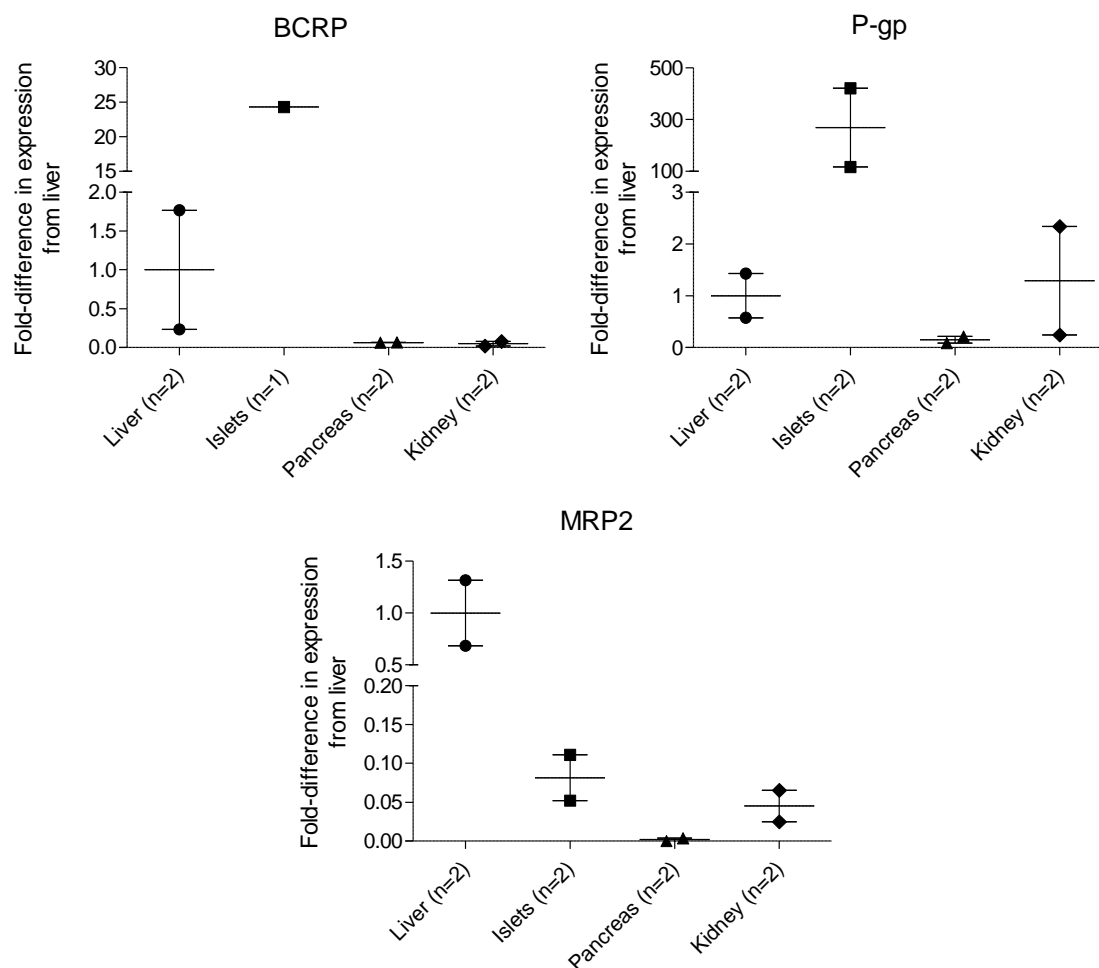 BCRP
Fold-difference in expression
from liver
30
25
20
15
2.0
1.5
1.0
0.5
0.0
Liver (n=2)
Islets (n=1)
Pancreas (n=2)
Kidney (n=2)
P-gp
Fold-difference in expression
from liver
500
300
100
3
2
1
0
Liver (n=2)
Islets (n=2)
Pancreas (n=2)
Kidney (n=2)
MRP2
Fold-difference in expression
from liver
1.5
1.0
0.5
0.20
0.15
0.10
0.05
0.00
Liver (n=2)
Islets (n=2)
Pancreas (n=2)
Kidney (n=2)